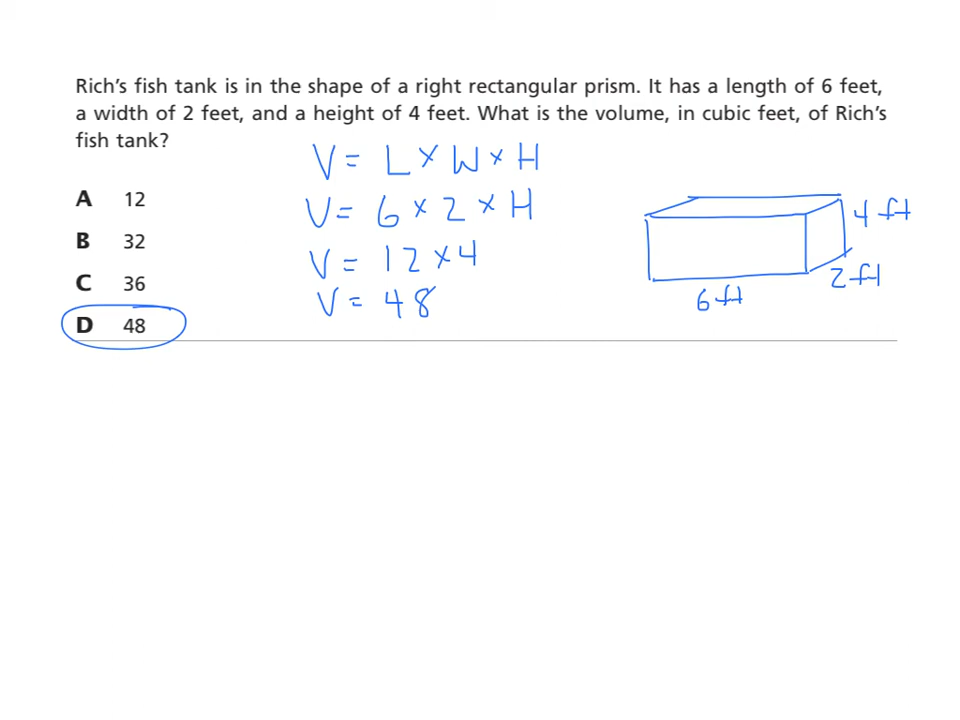 Rich's fish tank is in the shape of a right rectangular prism. It has a length of 6 feet,
a width of 2 feet, and a height of 4 feet. What is the volume, in cubic feet, of Rich's
fish tank?
V = L × W × H
A 12
V = 6 × 2 × H
4 ft
B 32
V = 12 × 4
C 36
2 ft
V = 48
6 ft
D 48